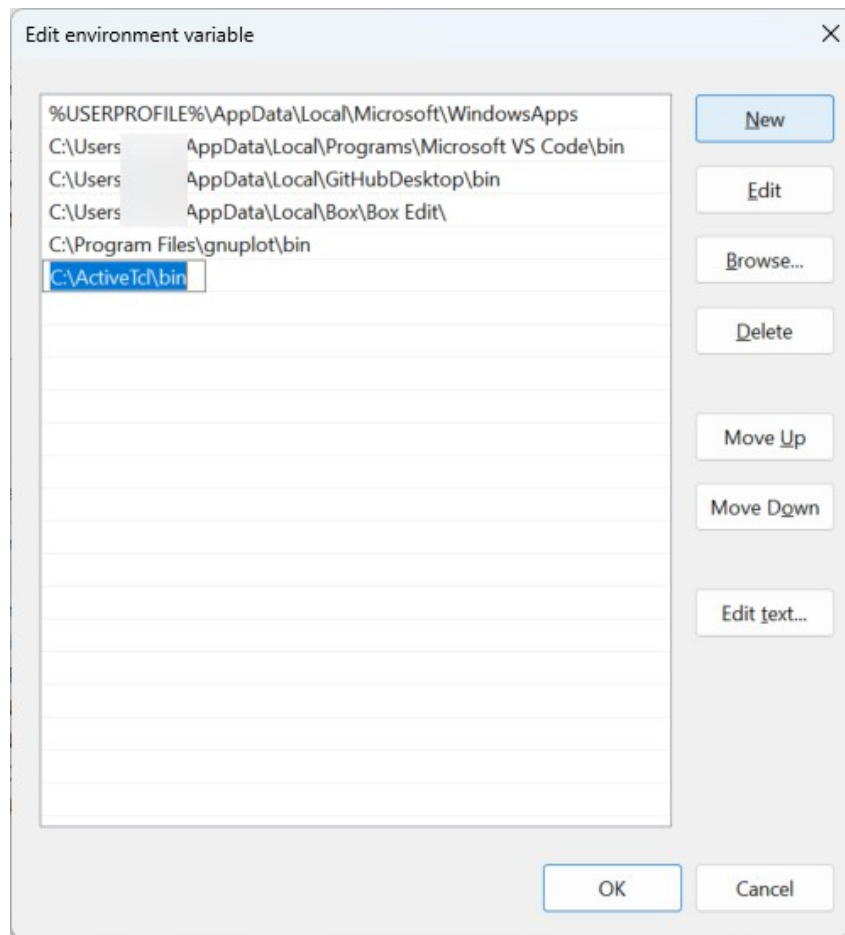 Edit environment variable
%USERPROFILE%\AppData\Local\Microsoft\WindowsApps
C:\Users AppData\Local\Programs\Microsoft VS Code\bin
C:\Users AppData\Local\GitHubDesktop\bin
C:\Users AppData\Local\Box\Box Edit\
C:\Program Files\gnuplot\bin
C:\ActiveTcl\bin
New
Edit
Browse...
Delete
Move Up
Move Down
Edit text...
OK
Cancel